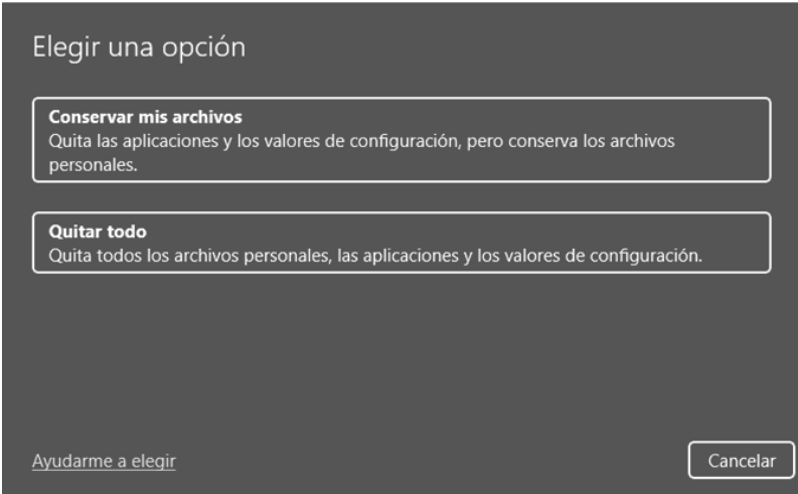 Elegir una opción
Conservar mis archivos
Quita las aplicaciones y los valores de configuración, pero conserva los archivos
personales.
Quitar todo
Quita todos los archivos personales, las aplicaciones y los valores de configuración.
Ayudarme a elegir
Cancelar